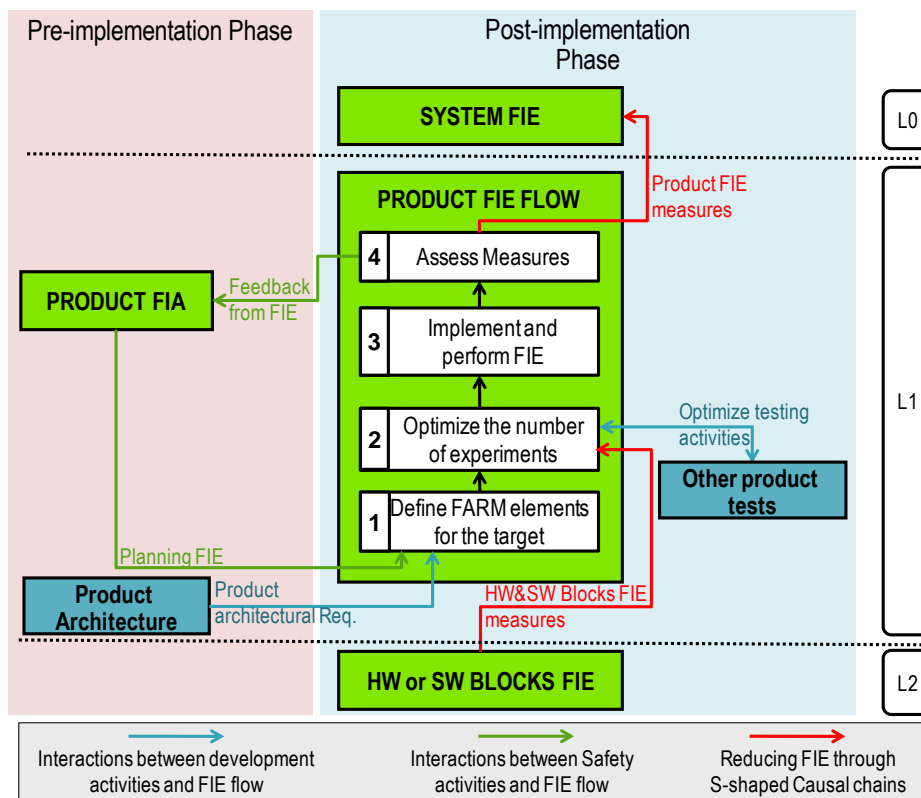 Pre-implementation Phase
Post-implementation
Phase
SYSTEM FIE
L0
Product FIE
measures
PRODUCT FIE FLOW
4
Assess Measures
Feedback
from FIE
PRODUCT FIA
3
Implement and
perform FIE
L1
2
Optimize the number
of experiments
Optimize testing
activities
Other product
tests
1
Define FARM elements
for the target
Planning FIE
Product
Architecture
Product
architectural Req.
HW&SW Blocks FIE
measures
HW or SW BLOCKS FIE
L2
Interactions between development
activities and FIE flow
Interactions between Safety
activities and FIE flow
Reducing FIE through
S-shaped Causal chains